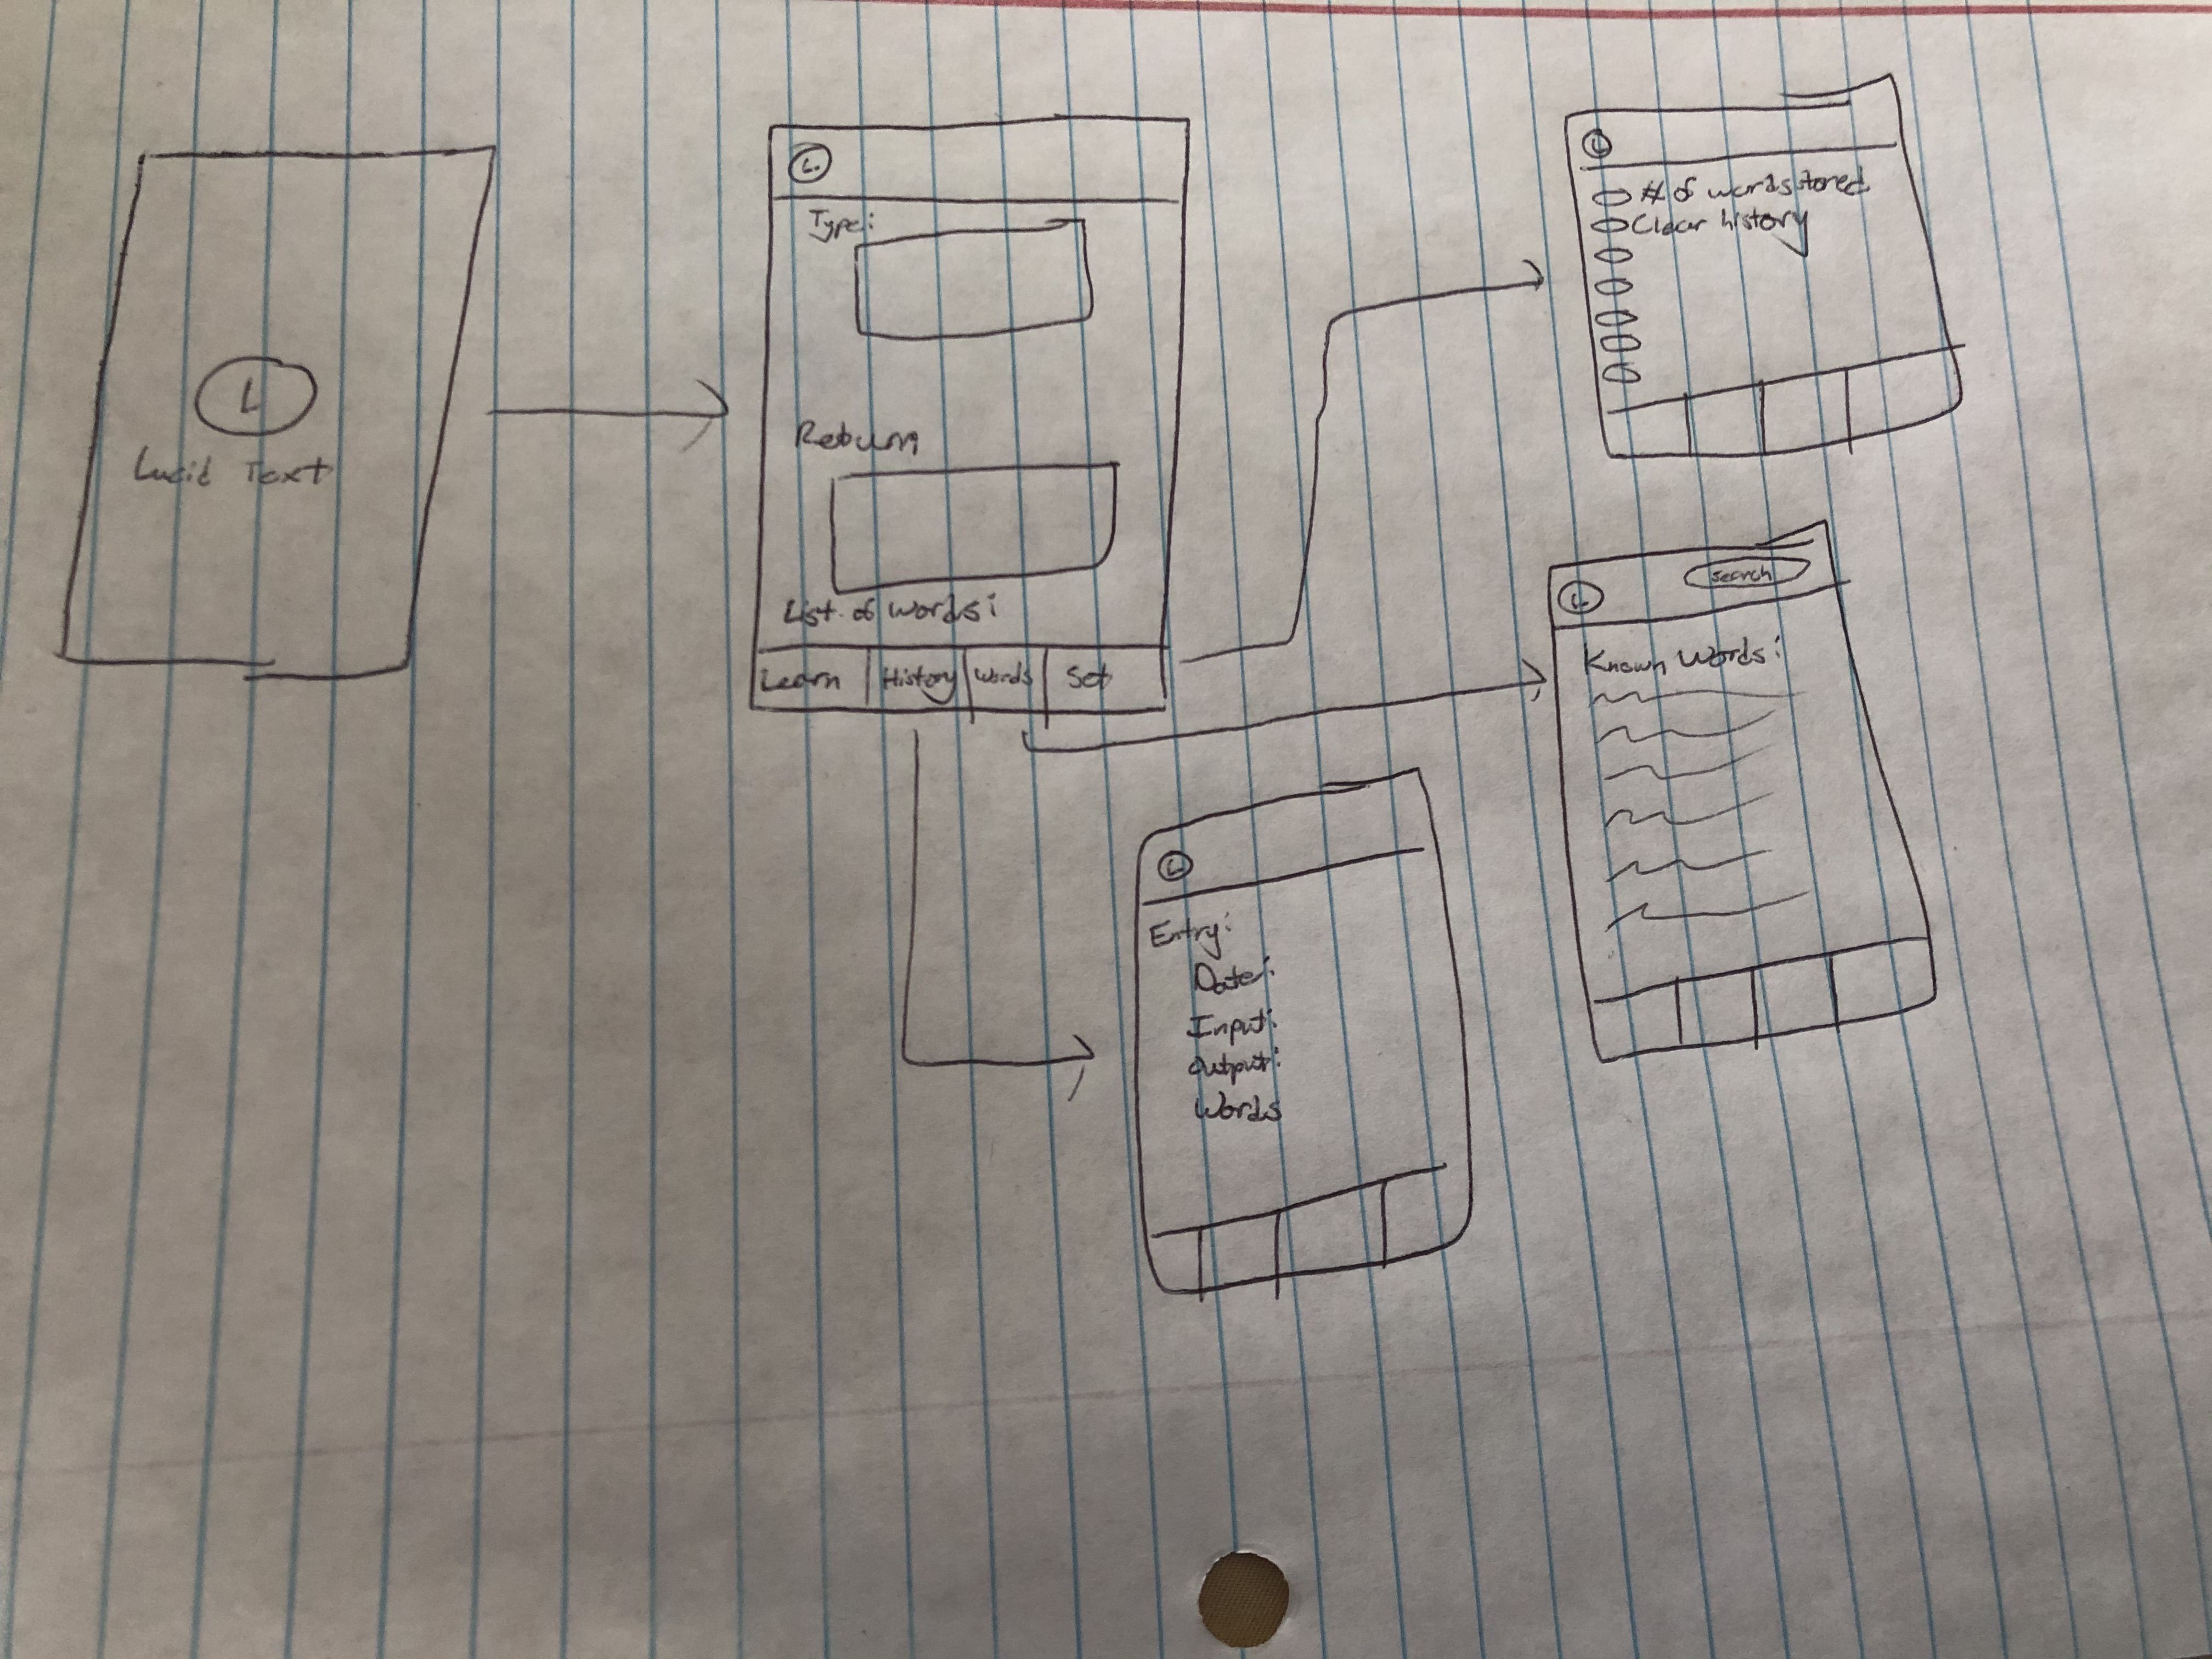 L
Lucid Text
L.
Type:
Return
List of words:
Learn History Words Set
L
# of words stored
Clear history
L
search
Known Words:
L
Entry:
Date:
Input:
Output:
Words